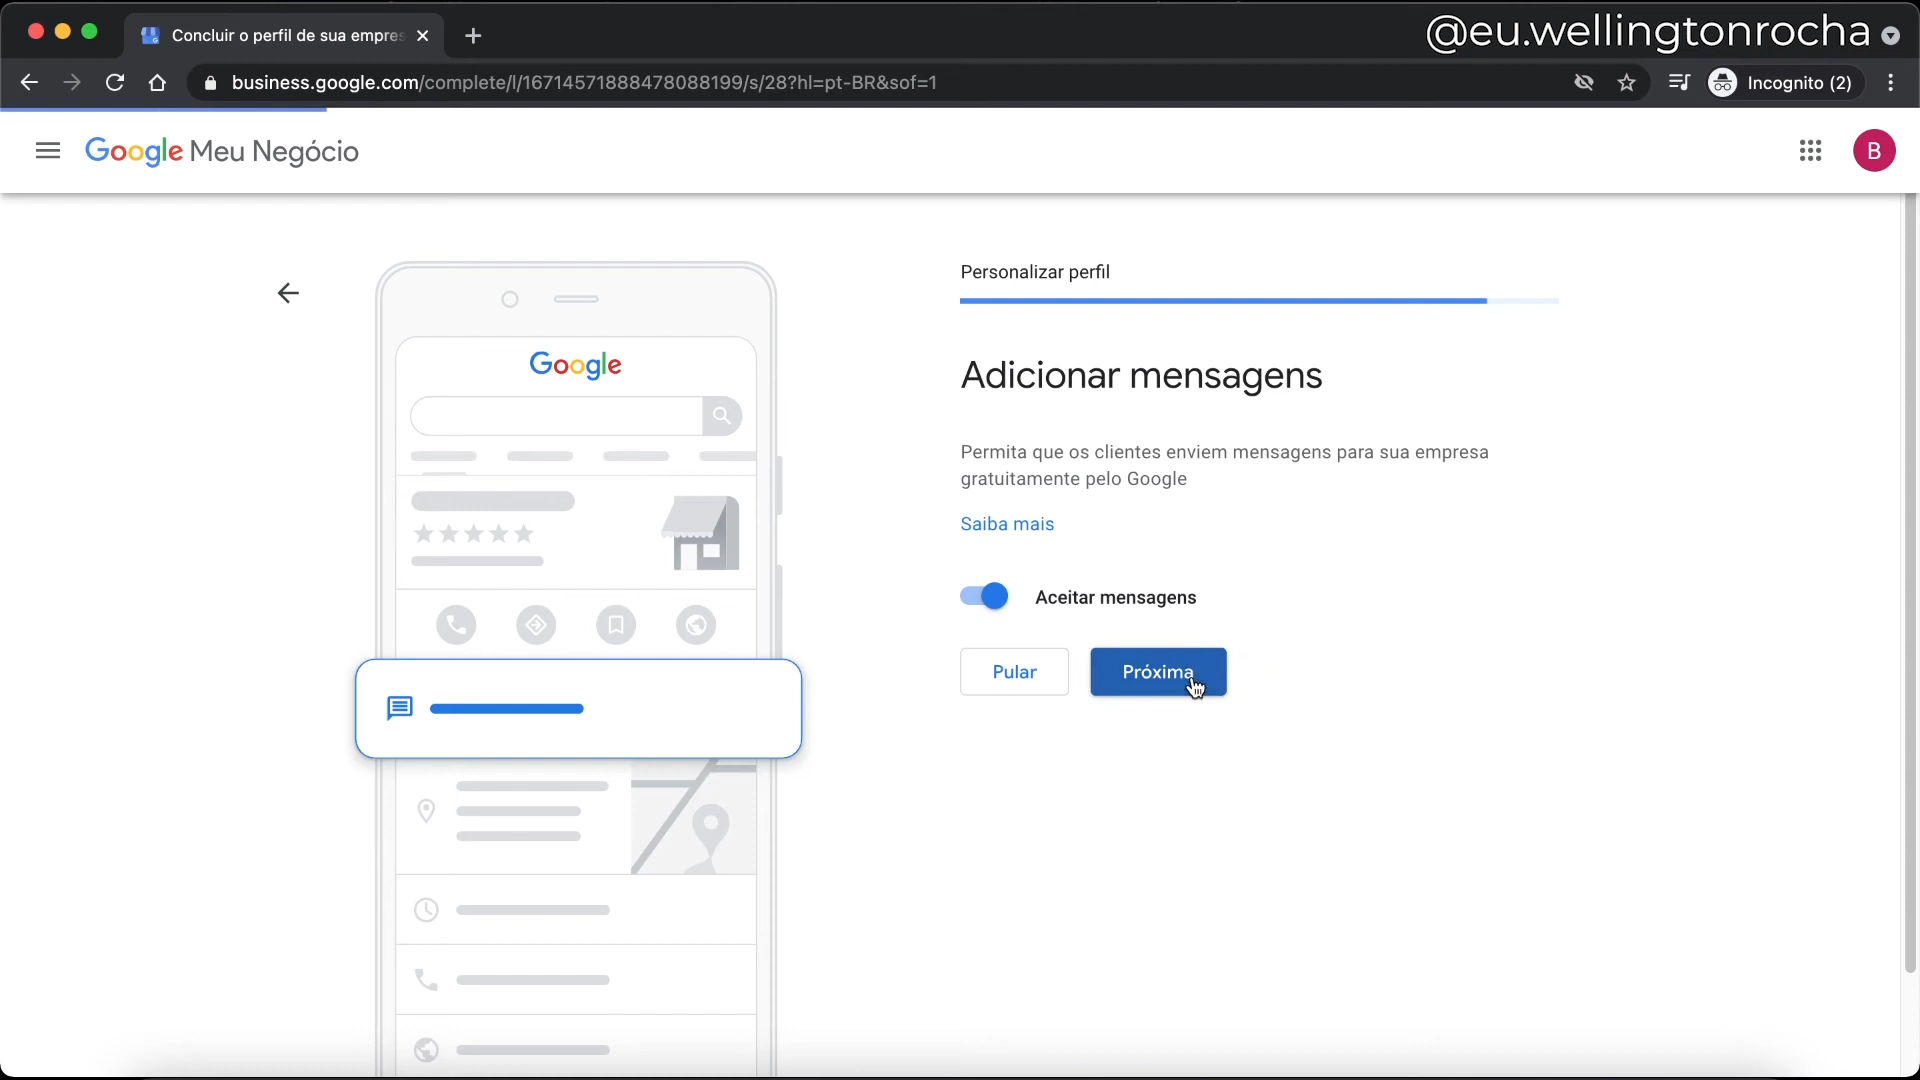 Concluir o perfil de sua empres
@eu.wellingtonrocha
business.google.com/complete/l/16714571888478088199/s/28?hl=pt-BR&sof=1
Incognito (2)
Google Meu Negócio
B
Personalizar perfil
Google
Adicionar mensagens
Permita que os clientes enviem mensagens para sua empresa
gratuitamente pelo Google
Saiba mais
Aceitar mensagens
Pular
Próxima